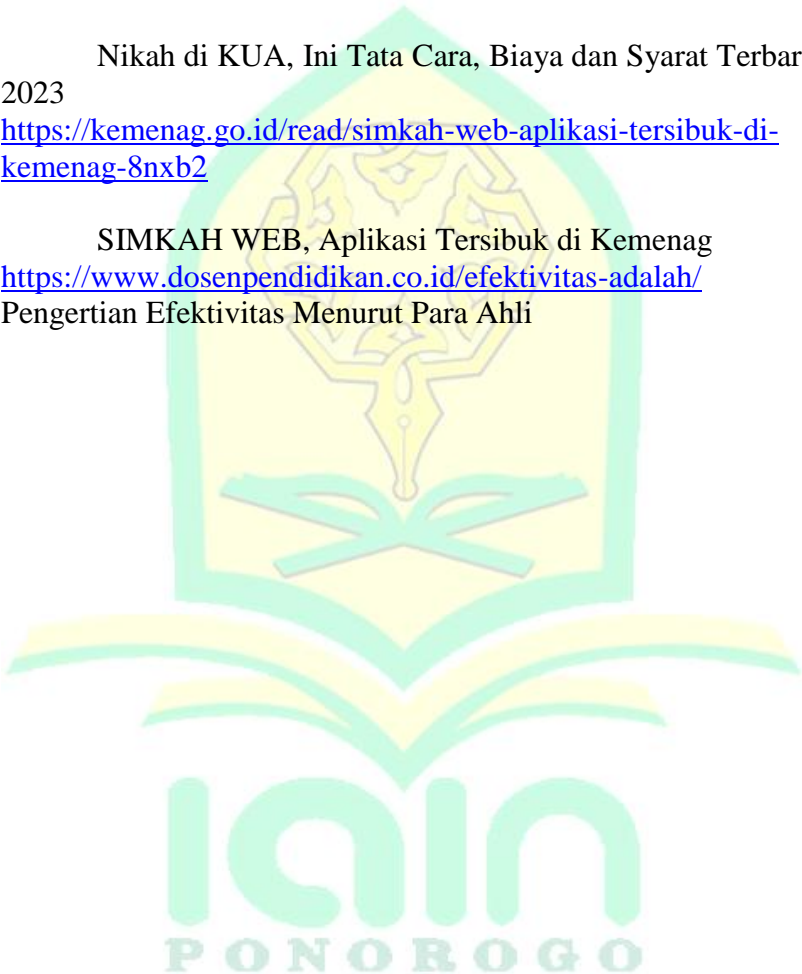 Nikah di KUA, Ini Tata Cara, Biaya dan Syarat Terbar
2023
https://kemenag.go.id/read/simkah-web-aplikasi-tersibuk-di-
kemenag-8nxb2
SIMKAH WEB, Aplikasi Tersibuk di Kemenag
https://www.dosenpendidikan.co.id/efektivitas-adalah/
Pengertian Efektivitas Menurut Para Ahli
iain
PONOROGO